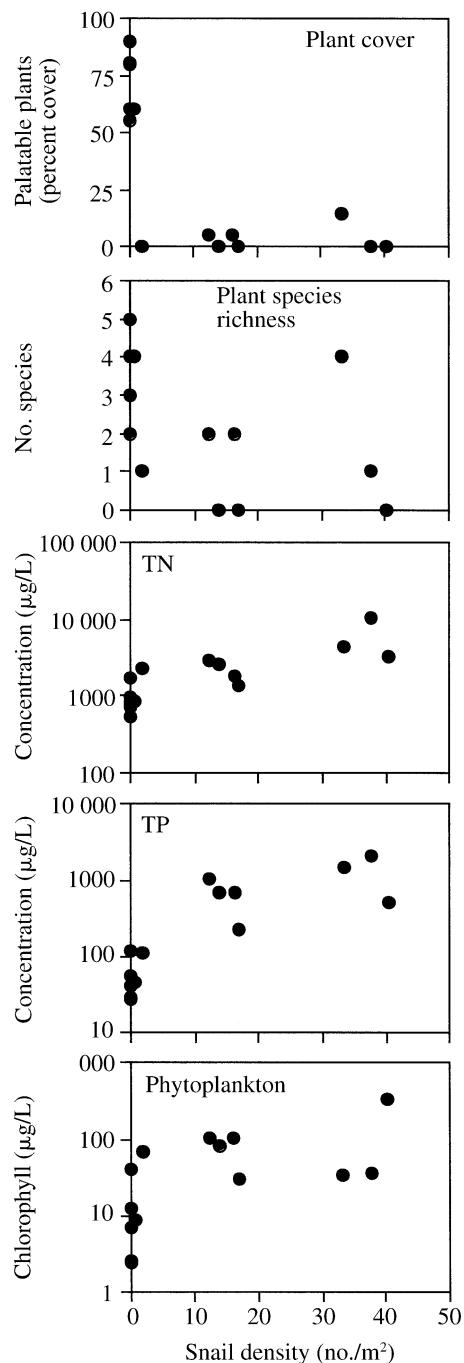 Plant cover
Palatable plants
(percent cover)
100
75
50
25
0
Plant species
richness
No. species
6
5
4
3
2
1
0
TN
Concentration (μg/L)
100 000
10 000
1000
100
TP
Concentration (μg/L)
10 000
1000
100
10
Phytoplankton
Chlorophyll (μg/L)
000
100
10
1
0 10 20 30 40 50
Snail density (no./m²)